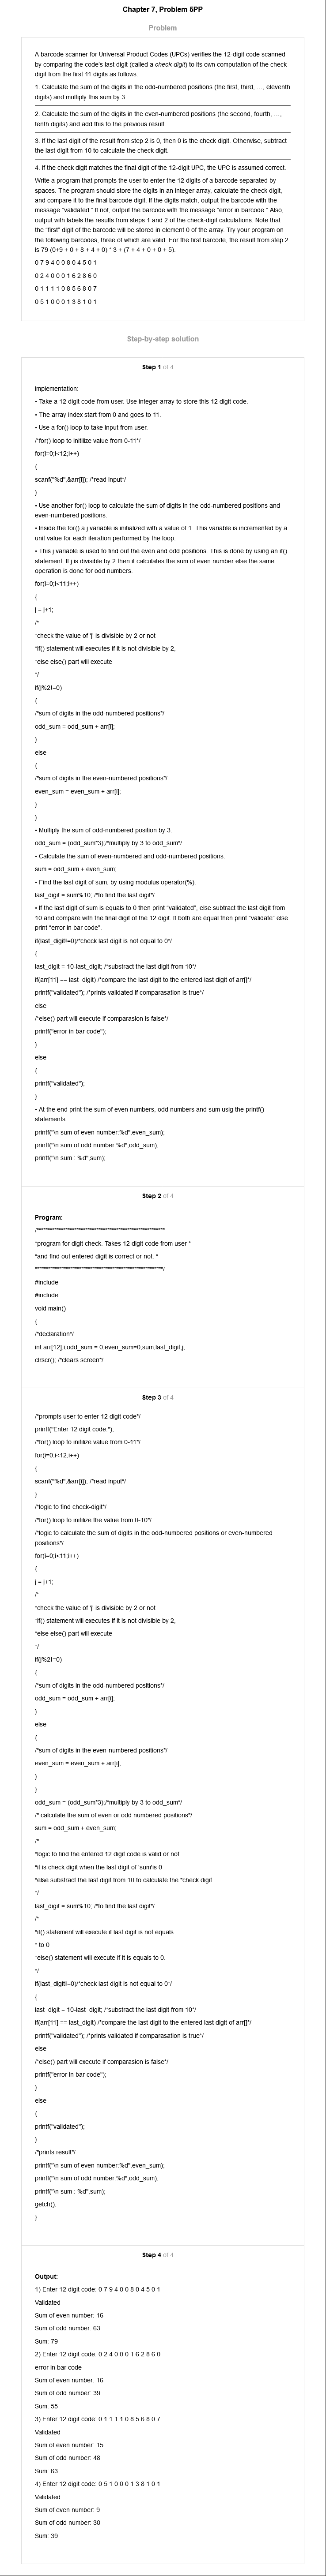 Chapter 7, Problem 5PP
Problem
A barcode scanner for Universal Product Codes (UPCs) verifies the 12-digit code scanned
by comparing the code's last digit (called a check digit) to its own computation of the check
digit from the first 11 digits as follows:
1. Calculate the sum of the digits in the odd-numbered positions (the first, third, ..., eleventh
digits) and multiply this sum by 3.
2. Calculate the sum of the digits in the even-numbered positions (the second, fourth, ...,
tenth digits) and add this to the previous result.
3. If the last digit of the result from step 2 is 0, then 0 is the check digit. Otherwise, subtract
the last digit from 10 to calculate the check digit.
4. If the check digit matches the final digit of the 12-digit UPC, the UPC is assumed correct.
Write a program that prompts the user to enter the 12 digits of a barcode separated by
spaces. The program should store the digits in an integer array, calculate the check digit,
and compare it to the final barcode digit. If the digits match, output the barcode with the
message "validated." If not, output the barcode with the message "error in barcode." Also,
output with labels the results from steps 1 and 2 of the check-digit calculations. Note that
the "first" digit of the barcode will be stored in element 0 of the array. Try your program on
the following barcodes, three of which are valid. For the first barcode, the result from step 2
is 79 (0+9 + 0 + 8 + 4 + 0) * 3 + (7 + 4 + 0 + 0 + 5).
0 7 9 4 0 0 8 0 4 5 0 1
0 2 4 0 0 0 1 6 2 8 6 0
0 1 1 1 1 0 8 5 6 8 0 7
0 5 1 0 0 0 1 3 8 1 0 1
Step-by-step solution
Step 1 of 4
Implementation:
• Take a 12 digit code from user. Use integer array to store this 12 digit code.
• The array index start from 0 and goes to 11.
• Use a for() loop to take input from user.
/*for() loop to initilize value from 0-11*/
for(i=0;i<12;i++)
{
scanf("%d",&arr[i]); /*read input*/
}
• Use another for() loop to calculate the sum of digits in the odd-numbered positions and
even-numbered positions.
• Inside the for() a j variable is initialized with a value of 1. This variable is incremented by a
unit value for each iteration performed by the loop.
• This j variable is used to find out the even and odd positions. This is done by using an if()
statement. If j is divisible by 2 then it calculates the sum of even number else the same
operation is done for odd numbers.
for(i=0;i<11;i++)
{
j = j+1;
/*
*check the value of 'j' is divisible by 2 or not
*if() statement will executes if it is not divisible by 2,
*else else() part will execute
*/
if(j%2!=0)
{
/*sum of digits in the odd-numbered positions*/
odd_sum = odd_sum + arr[i];
}
else
{
/*sum of digits in the even-numbered positions*/
even_sum = even_sum + arr[i];
}
}
• Multiply the sum of odd-numbered position by 3.
odd_sum = (odd_sum*3);/*multiply by 3 to odd_sum*/
• Calculate the sum of even-numbered and odd-numbered positions.
sum = odd_sum + even_sum;
• Find the last digit of sum, by using modulus operator(%).
last_digit = sum%10; /*to find the last digit*/
• If the last digit of sum is equals to 0 then print "validated", else subtract the last digit from
10 and compare with the final digit of the 12 digit. If both are equal then print "validate" else
print "error in bar code".
if(last_digit!=0)/*check last digit is not equal to 0*/
{
last_digit = 10-last_digit; /*substract the last digit from 10*/
if(arr[11] == last_digit) /*compare the last digit to the entered last digit of arr[]*/
printf("validated"); /*prints validated if comparasation is true*/
else
/*else() part will execute if comparasion is false*/
printf("error in bar code");
}
else
{
printf("validated");
}
• At the end print the sum of even numbers, odd numbers and sum usig the printf()
statements.
printf("\n sum of even number:%d",even_sum);
printf("\n sum of odd number:%d",odd_sum);
printf("\n sum : %d",sum);
Step 2 of 4
Program:
/**********************************************************
*program for digit check. Takes 12 digit code from user *
*and find out entered digit is correct or not. *
**********************************************************/
#include
#include
void main()
{
/*declaration*/
int arr[12],i,odd_sum = 0,even_sum=0,sum,last_digit,j;
clrscr(); /*clears screen*/
Step 3 of 4
/*prompts user to enter 12 digit code*/
printf("Enter 12 digit code:");
/*for() loop to initilize value from 0-11*/
for(i=0;i<12;i++)
{
scanf("%d",&arr[i]); /*read input*/
}
/*logic to find check-digit*/
/*for() loop to initilize the value from 0-10*/
/*logic to calculate the sum of digits in the odd-numbered positions or even-numbered
positions*/
for(i=0;i<11;i++)
{
j = j+1;
/*
*check the value of 'j' is divisible by 2 or not
*if() statement will executes if it is not divisible by 2,
*else else() part will execute
*/
if(j%2!=0)
{
/*sum of digits in the odd-numbered positions*/
odd_sum = odd_sum + arr[i];
}
else
{
/*sum of digits in the even-numbered positions*/
even_sum = even_sum + arr[i];
}
}
odd_sum = (odd_sum*3);/*multiply by 3 to odd_sum*/
/* calculate the sum of even or odd numbered positions*/
sum = odd_sum + even_sum;
/*
*logic to find the entered 12 digit code is valid or not
*it is check digit when the last digit of 'sum'is 0
*else substract the last digit from 10 to calculate the *check digit
*/
last_digit = sum%10; /*to find the last digit*/
/*
*if() statement will execute if last digit is not equals
* to 0
*else() statement will execute if it is equals to 0.
*/
if(last_digit!=0)/*check last digit is not equal to 0*/
{
last_digit = 10-last_digit; /*substract the last digit from 10*/
if(arr[11] == last_digit) /*compare the last digit to the entered last digit of arr[]*/
printf("validated"); /*prints validated if comparasation is true*/
else
/*else() part will execute if comparasion is false*/
printf("error in bar code");
}
else
{
printf("validated");
}
/*prints result*/
printf("\n sum of even number:%d",even_sum);
printf("\n sum of odd number:%d",odd_sum);
printf("\n sum : %d",sum);
getch();
}
Step 4 of 4
Output:
1) Enter 12 digit code: 0 7 9 4 0 0 8 0 4 5 0 1
Validated
Sum of even number: 16
Sum of odd number: 63
Sum: 79
2) Enter 12 digit code: 0 2 4 0 0 0 1 6 2 8 6 0
error in bar code
Sum of even number: 16
Sum of odd number: 39
Sum: 55
3) Enter 12 digit code: 0 1 1 1 1 0 8 5 6 8 0 7
Validated
Sum of even number: 15
Sum of odd number: 48
Sum: 63
4) Enter 12 digit code: 0 5 1 0 0 0 1 3 8 1 0 1
Validated
Sum of even number: 9
Sum of odd number: 30
Sum: 39